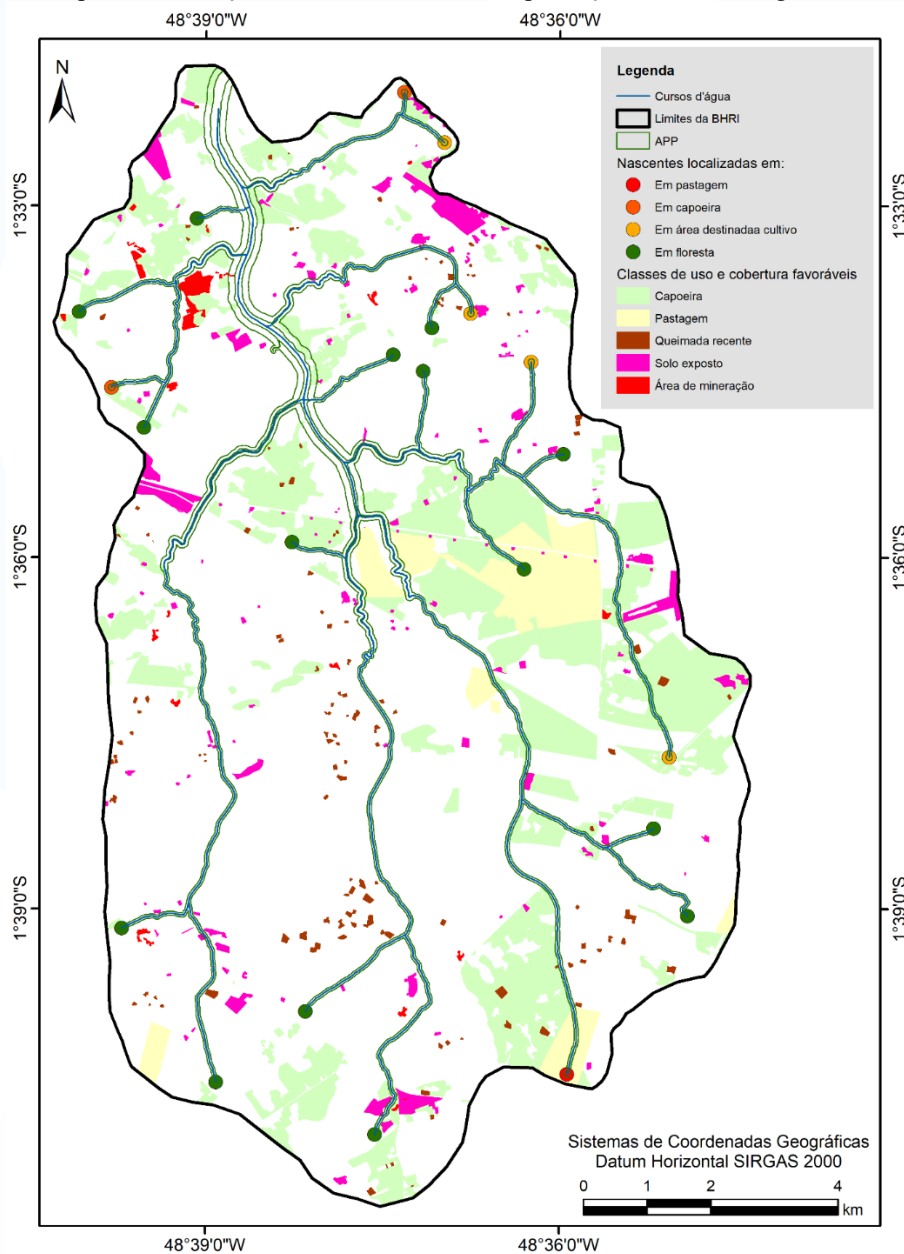 48°39'0"W
48°36'0"W
N
Legenda
Cursos d'água
Limites da BHRI
APP
Nascentes localizadas em:
Em pastagem
Em capoeira
Em área destinadaa cultivo
Em floresta
Classes de uso e cobertura favoráveis
Capoeira
Pastagem
Queimada recente
Solo exposto
Área de mineração
1°33'0"S
1°33'0"S
1°36'0"S
1°36'0"S
1°39'0"S
1°39'0"S
Sistemas de Coordenadas Geográficas
Datum Horizontal SIRGAS 2000
0 1 2 4
km
48°39'0"W
48°36'0"W